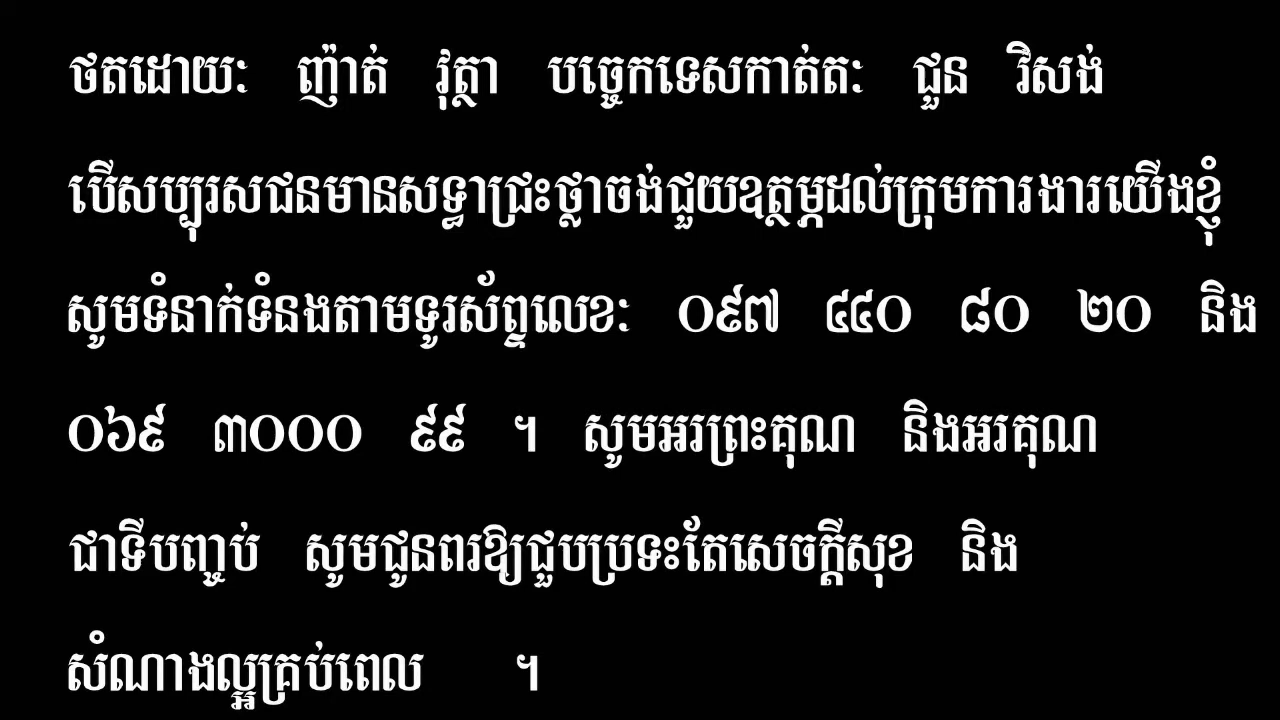 ថតដោយៈ ញ៉ាត់ វុត្ថា បច្ចេកទេសកាត់តៈ ជួន វិសង់
បើសប្បុរសជនមានសទ្ធាជ្រះថ្លាចង់ជួយឧត្ថម្ភដល់ក្រុមការងារយើងខ្ញុំ
សូមទំនាក់ទំនងតាមទូរស័ព្ទលេខៈ ០៩៧ ៤៤០ ៨០ ២០ និង
០៦៩ ៣០០០ ៩៩ ។ សូមអរព្រះគុណ និងអរគុណ
ជាទីបញ្ចប់ សូមជូនពរឱ្យជួបប្រទះតែសេចក្ដីសុខ និង
សំណាងល្អគ្រប់ពេល ។